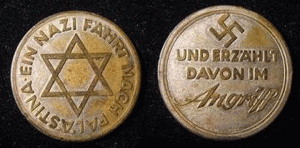 EIN NAZI FÄHRT NACH PALÄSTINA
UND ERZÄHLT
DAVON IM
Angriff